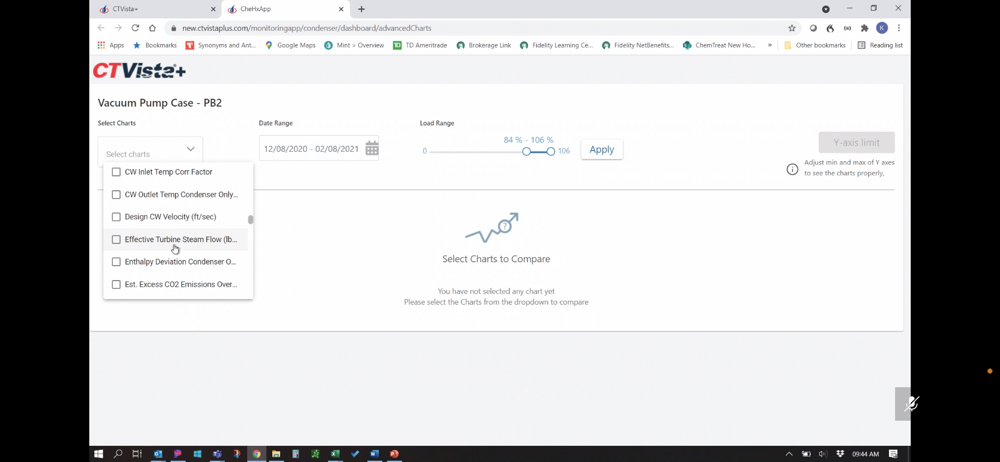 CTVista+
CheHxApp
new.ctvistaplus.com/monitoringapp/condenser/dashboard/advancedCharts
K
Apps
Bookmarks
Synonyms and Ant...
Google Maps
Mint > Overview
TD Ameritrade
Brokerage Link
Fidelity Learning Ce...
Fidelity NetBenefits...
ChemTreat New Ho...
»
Other bookmarks
Reading list
CTVista+
Vacuum Pump Case - PB2
Select Charts
Date Range
Load Range
Select charts
12/08/2020 - 02/08/2021
84 % - 106 %
0
106
Apply
Y-axis limit
Adjust min and max of Y axes
to see the charts properly,
CW Inlet Temp Corr Factor
CW Outlet Temp Condenser Only...
Design CW Velocity (ft/sec)
Effective Turbine Steam Flow (lb...
Enthalpy Deviation Condenser O...
Est. Excess CO2 Emissions Over...
?
Select Charts to Compare
You have not selected any chart yet
Please select the Charts from the dropdown to compare
09:44 AM